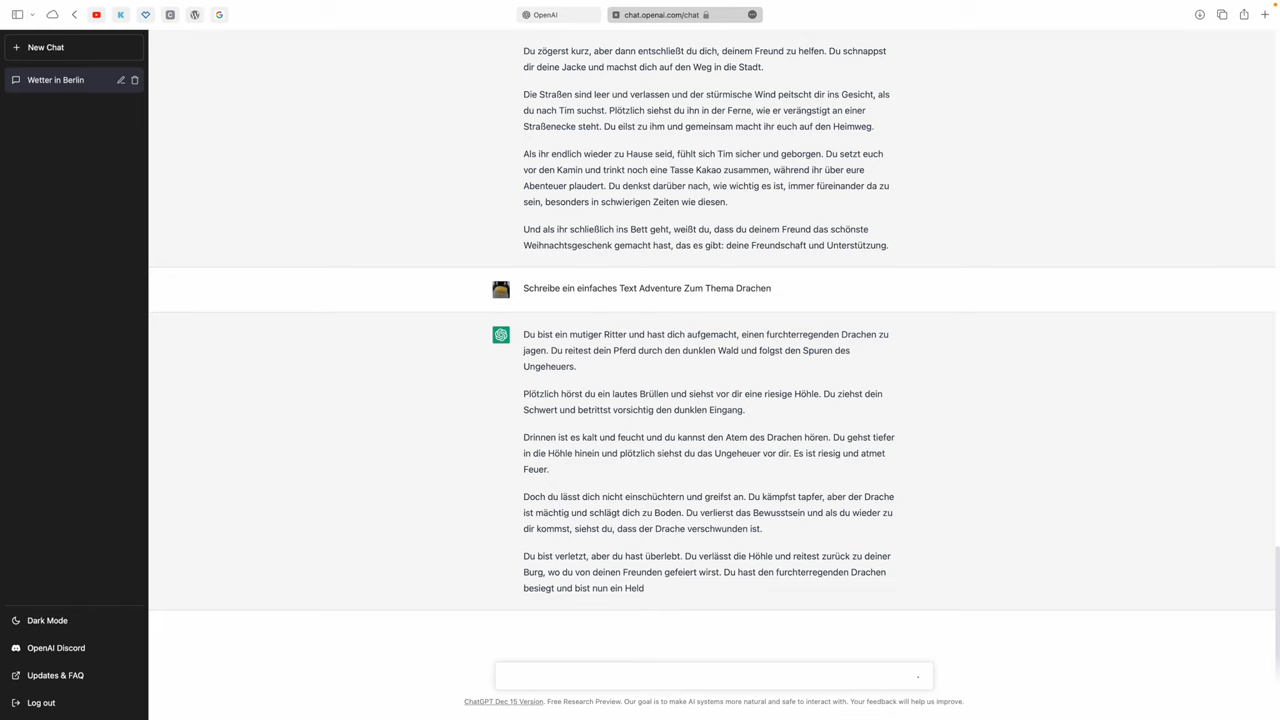 OpenAI
chat.openai.com/chat
New Chat
Wetter in Berlin
Du zögerst kurz, aber dann entschließt du dich, deinem Freund zu helfen. Du schnappst
dir deine Jacke und machst dich auf den Weg in die Stadt.
Die Straßen sind leer und verlassen und der stürmische Wind peitscht dir ins Gesicht, als
du nach Tim suchst. Plötzlich siehst du ihn in der Ferne, wie er verängstigt an einer
Straßenecke steht. Du eilst zu ihm und gemeinsam macht ihr euch auf den Heimweg.
Als ihr endlich wieder zu Hause seid, fühlt sich Tim sicher und geborgen. Du setzt euch
vor den Kamin und trinkt noch eine Tasse Kakao zusammen, während ihr über eure
Abenteuer plaudert. Du denkst darüber nach, wie wichtig es ist, immer füreinander da zu
sein, besonders in schwierigen Zeiten wie diesen.
Und als ihr schließlich ins Bett geht, weißt du, dass du deinem Freund das schönste
Weihnachtsgeschenk gemacht hast, das es gibt: deine Freundschaft und Unterstützung.
Schreibe ein einfaches Text Adventure Zum Thema Drachen
Du bist ein mutiger Ritter und hast dich aufgemacht, einen furchterregenden Drachen zu
jagen. Du reitest dein Pferd durch den dunklen Wald und folgst den Spuren des
Ungeheuers.
Plötzlich hörst du ein lautes Brüllen und siehst vor dir eine riesige Höhle. Du ziehst dein
Schwert und betrittst vorsichtig den dunklen Eingang.
Drinnen ist es kalt und feucht und du kannst den Atem des Drachen hören. Du gehst tiefer
in die Höhle hinein und plötzlich siehst du das Ungeheuer vor dir. Es ist riesig und atmet
Feuer.
Doch du lässt dich nicht einschüchtern und greifst an. Du kämpfst tapfer, aber der Drache
ist mächtig und schlägt dich zu Boden. Du verlierst das Bewusstsein und als du wieder zu
dir kommst, siehst du, dass der Drache verschwunden ist.
Du bist verletzt, aber du hast überlebt. Du verlässt die Höhle und reitest zurück zu deiner
Burg, wo du von deinen Freunden gefeiert wirst. Du hast den furchterregenden Drachen
besiegt und bist nun ein Held
Dark Mode
OpenAI Discord
Updates & FAQ
Log out
ChatGPT Dec 15 Version. Free Research Preview. Our goal is to make AI systems more natural and safe to interact with. Your feedback will help us improve.